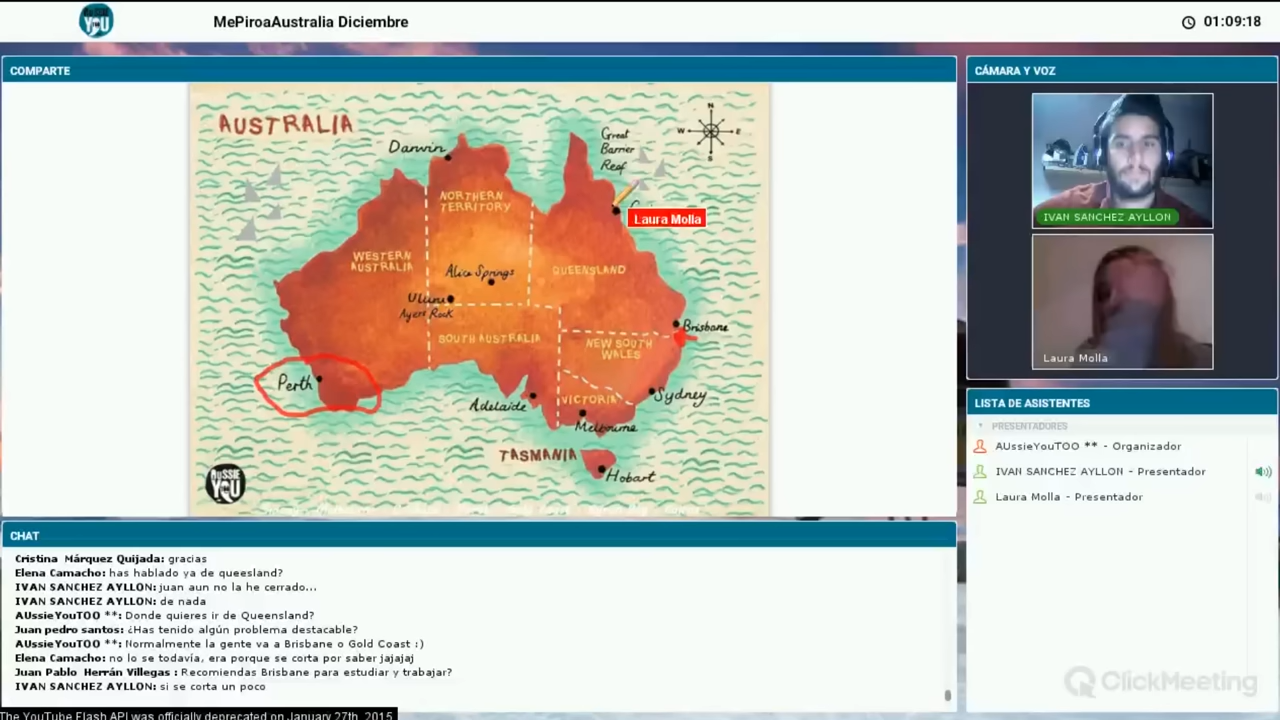 AUSSIE
YOU
MePiroaAustralia Diciembre
01:09:18
COMPARTE
AUSTRALIA
Darwin
Great
Barrier
Reef
N
W
E
S
NORTHERN
TERRITORY
Laura Molla
WESTERN
AUSTRALIA
Alice Springs
QUEENSLAND
Uluru
Ayers Rock
Brisbane
SOUTH AUSTRALIA
NEW SOUTH
WALES
Perth
Adelaide
VICTORIA
Sydney
Melbourne
TASMANIA
Hobart
AUSSIE
YOU
CÁMARA Y VOZ
IVAN SANCHEZ AYLLON
Laura Molla
LISTA DE ASISTENTES
PRESENTADORES
AUssieYouTOO ** - Organizador
IVAN SANCHEZ AYLLON - Presentador
Laura Molla - Presentador
CHAT
Cristina Márquez Quijada: gracias
Elena Camacho: has hablado ya de queesland?
IVAN SANCHEZ AYLLON: juan aun no la he cerrado...
IVAN SANCHEZ AYLLON: de nada
AUssieYouTOO **: Donde quieres ir de Queensland?
Juan pedro santos: ¿Has tenido algún problema destacable?
AUssieYouTOO **: Normalmente la gente va a Brisbane o Gold Coast :)
Elena Camacho: no lo se todavía, era porque se corta por saber jajajaj
Juan Pablo Herrán Villegas : Recomiendas Brisbane para estudiar y trabajar?
IVAN SANCHEZ AYLLON: si se corta un poco
ClickMeeting
The YouTube Flash API was officially deprecated on January 27th, 2015